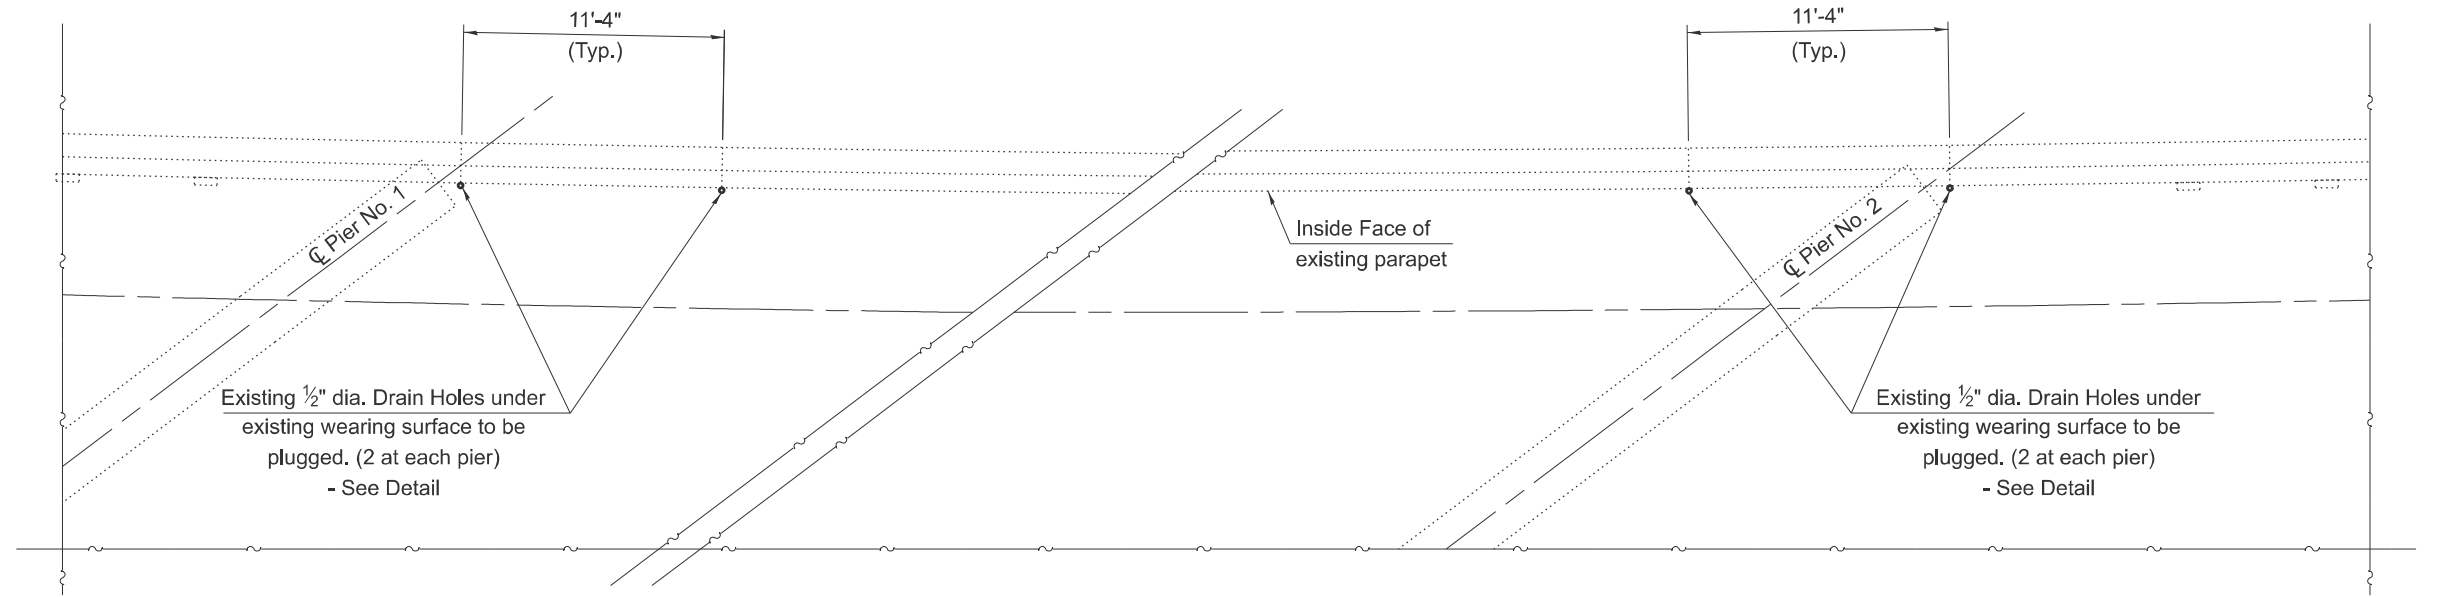 11'-4"
(Typ.)
11'-4"
(Typ.)
℄ Pier No. 1
Inside Face of
existing parapet
℄ Pier No. 2
Existing ½" dia. Drain Holes under
existing wearing surface to be
plugged. (2 at each pier)
- See Detail
Existing ½" dia. Drain Holes under
existing wearing surface to be
plugged. (2 at each pier)
- See Detail